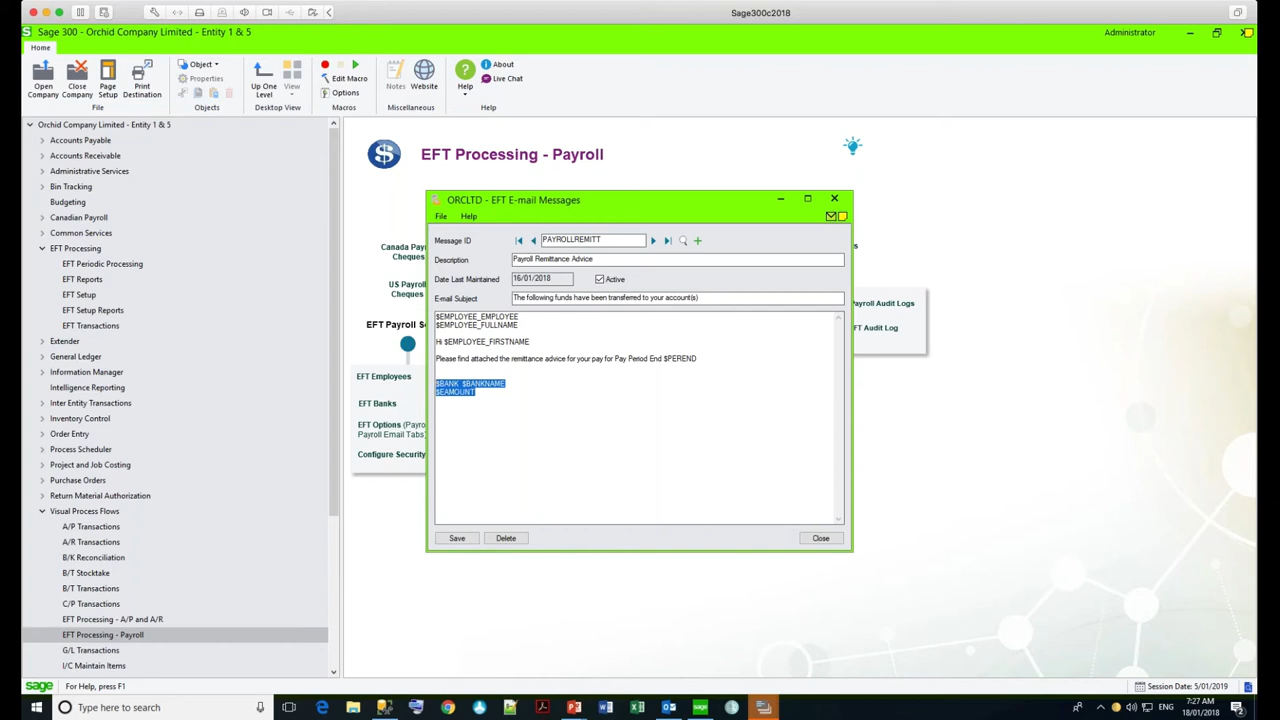 Sage300c2018
Sage 300 - Orchid Company Limited - Entity 1 & 5
Administrator
Home
Open Company
Close Company
Page Setup
Print Destination
File
Object
Properties
Objects
Up One Level
View
Desktop View
Edit Macro
Options
Macros
Notes
Website
Miscellaneous
Help
About
Live Chat
Help
Orchid Company Limited - Entity 1 & 5
Accounts Payable
Accounts Receivable
Administrative Services
Bin Tracking
Budgeting
Canadian Payroll
Common Services
EFT Processing
EFT Periodic Processing
EFT Reports
EFT Setup
EFT Setup Reports
EFT Transactions
Extender
General Ledger
Information Manager
Intelligence Reporting
Inter Entity Transactions
Inventory Control
Order Entry
Process Scheduler
Project and Job Costing
Purchase Orders
Return Material Authorization
Visual Process Flows
A/P Transactions
A/R Transactions
B/K Reconciliation
B/T Stocktake
B/T Transactions
C/P Transactions
EFT Processing - A/P and A/R
EFT Processing - Payroll
G/L Transactions
I/C Maintain Items
EFT Processing - Payroll
Canada Pay
Cheques
US Payroll
Cheques
EFT Payroll Se
EFT Employees
EFT Banks
EFT Options (Payro
Payroll Email Tabs)
Configure Security
ayroll Audit Logs
FT Audit Log
ORCLTD - EFT E-mail Messages
File Help
Message ID PAYROLLREMITT
Description Payroll Remittance Advice
Date Last Maintained 16/01/2018 Active
E-mail Subject The following funds have been transferred to your account(s)
$EMPLOYEE_EMPLOYEE
$EMPLOYEE_FULLNAME
Hi $EMPLOYEE_FIRSTNAME
Please find attached the remittance advice for your pay for Pay Period End $PEREND
$BANK $BANKNAME
$EAMOUNT
Save Delete Close
sage For Help, press F1
Session Date: 5/01/2019
Type here to search
sage
ENG
7:27 AM
18/01/2018